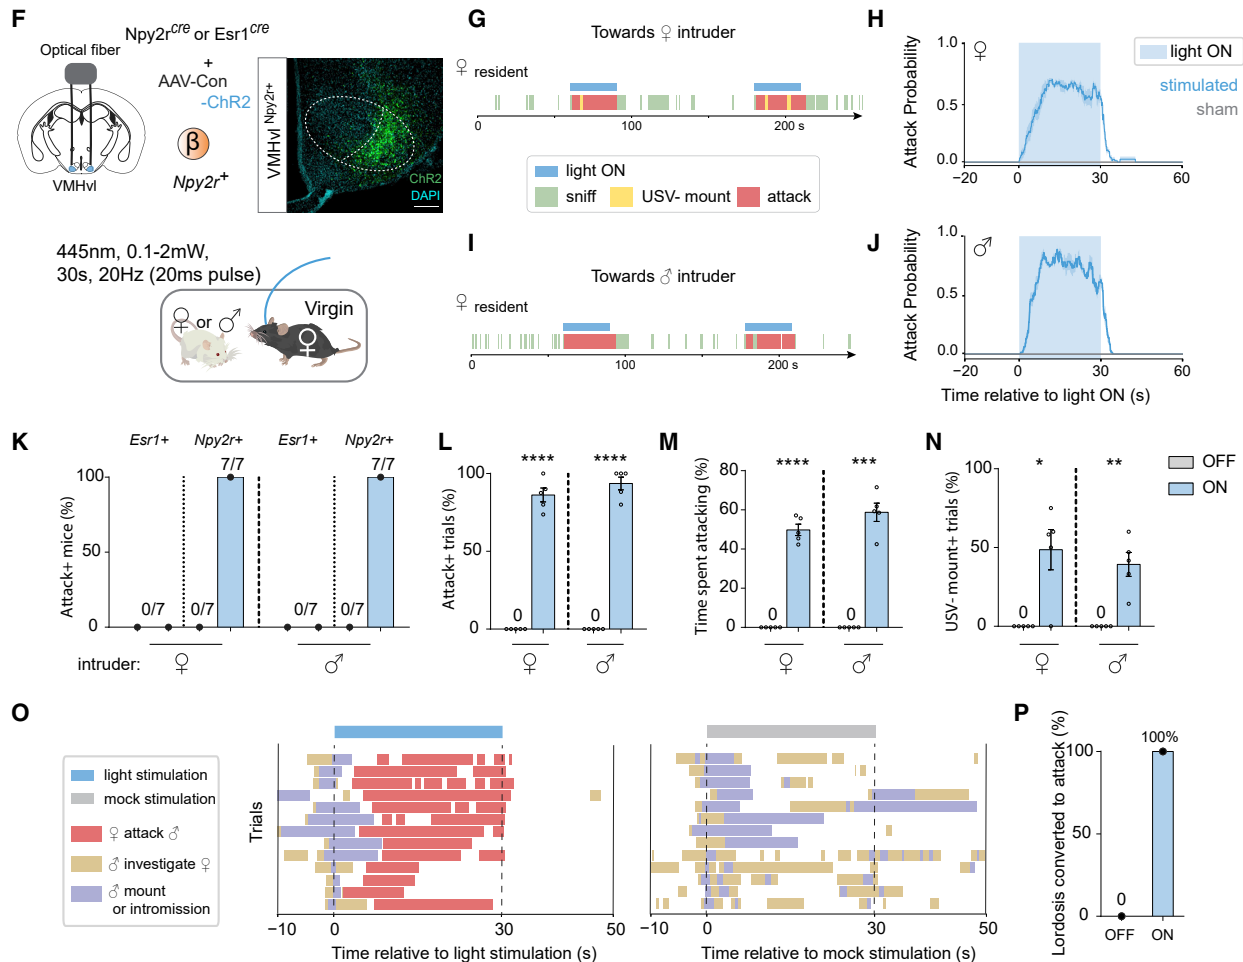 F
Npy2rcre or Esr1cre
Optical fiber
+
AAV-Con
-ChR2
β
Npy2r+
VMHvl
VMHvl Npy2r+
ChR2
DAPI
445nm, 0.1-2mW,
30s, 20Hz (20ms pulse)
♀ or ♂
Virgin
♀
G
Towards ♀ intruder
♀ resident
0
100
200 s
light ON
sniff
USV- mount
attack
H
♀
Attack Probability
1.0
0.5
0.0
−20
0
30
60
light ON
stimulated
sham
I
Towards ♂ intruder
♀ resident
0
100
200 s
J
♂
Attack Probability
1.0
0.5
0.0
−20
0
30
60
Time relative to light ON (s)
K
Esr1+
Npy2r+
Esr1+
Npy2r+
Attack+ mice (%)
100
50
0
0/7
0/7
7/7
0/7
0/7
7/7
intruder:
♀
♂
L
****
****
Attack+ trials (%)
100
50
0
0
0
♀
♂
M
****
***
Time spent attacking (%)
80
60
40
20
0
0
0
♀
♂
N
*
**
USV-mount+ trials (%)
100
50
0
0
0
♀
♂
OFF
ON
O
light stimulation
mock stimulation
♀ attack ♂
♂ investigate ♀
♂ mount
or intromission
Trials
−10
0
30
50
Time relative to light stimulation (s)
−10
0
30
50
Time relative to mock stimulation (s)
P
Lordosis converted to attack (%)
100
50
0
0
100%
OFF
ON